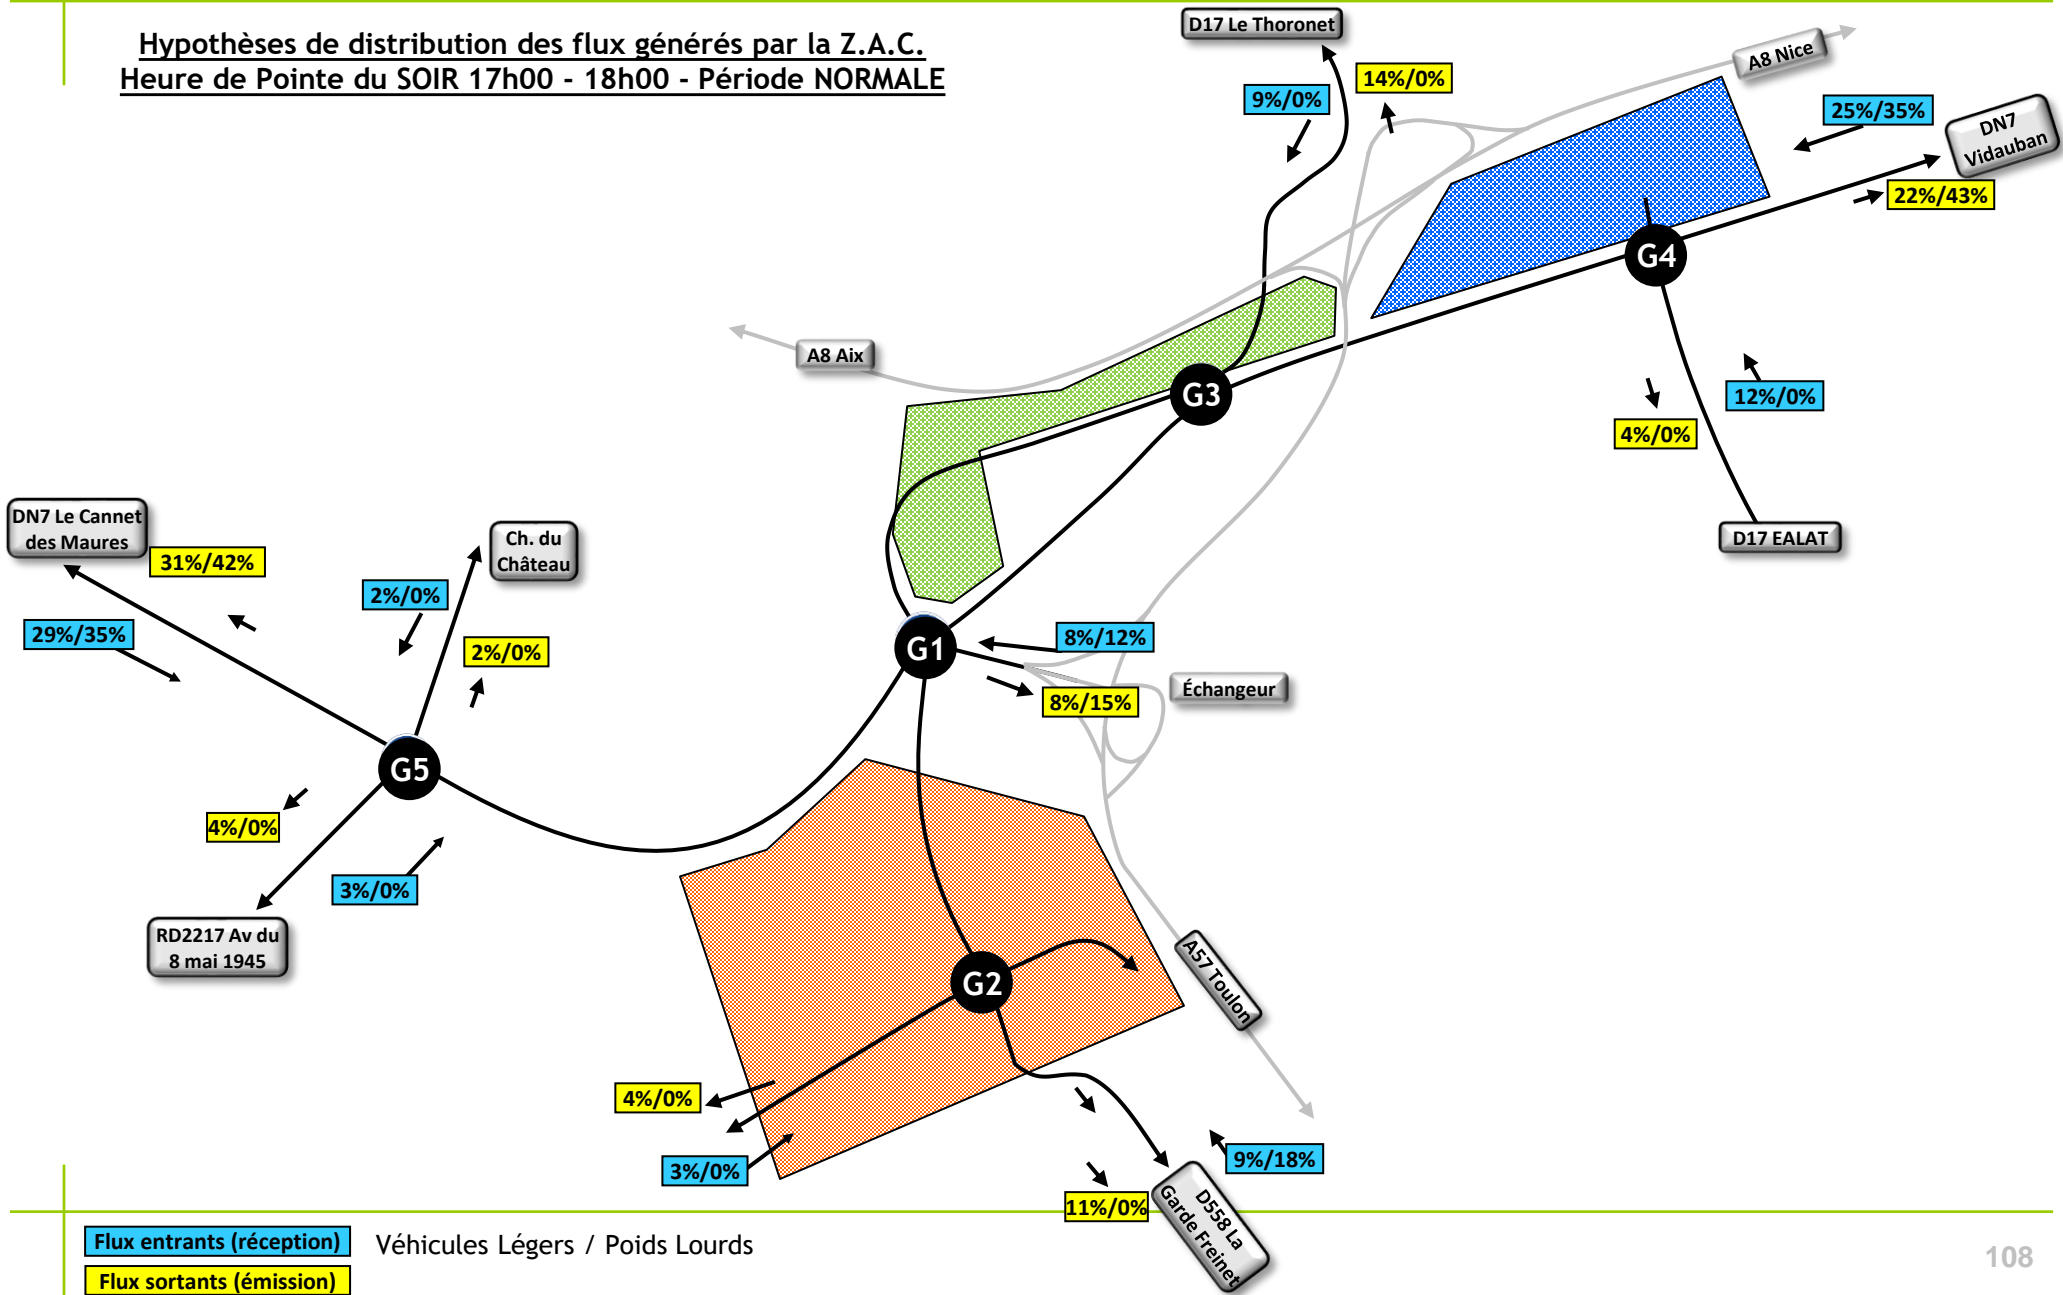 Hypothèses de distribution des flux générés par la Z.A.C.
Heure de Pointe du SOIR 17h00 - 18h00 - Période NORMALE
D17 Le Thoronet
A8 Nice
9%/0%
14%/0%
25%/35%
DN7
Vidauban
22%/43%
G4
A8 Aix
G3
12%/0%
4%/0%
D17 EALAT
DN7 Le Cannet
des Maures
31%/42%
Ch. du
Château
2%/0%
29%/35%
2%/0%
G1
8%/12%
8%/15%
Échangeur
G5
4%/0%
3%/0%
RD2217 Av du
8 mai 1945
G2
A57 Toulon
4%/0%
3%/0%
9%/18%
11%/0%
D558 La
Garde Freinet
Flux entrants (réception)
Véhicules Légers / Poids Lourds
Flux sortants (émission)
108